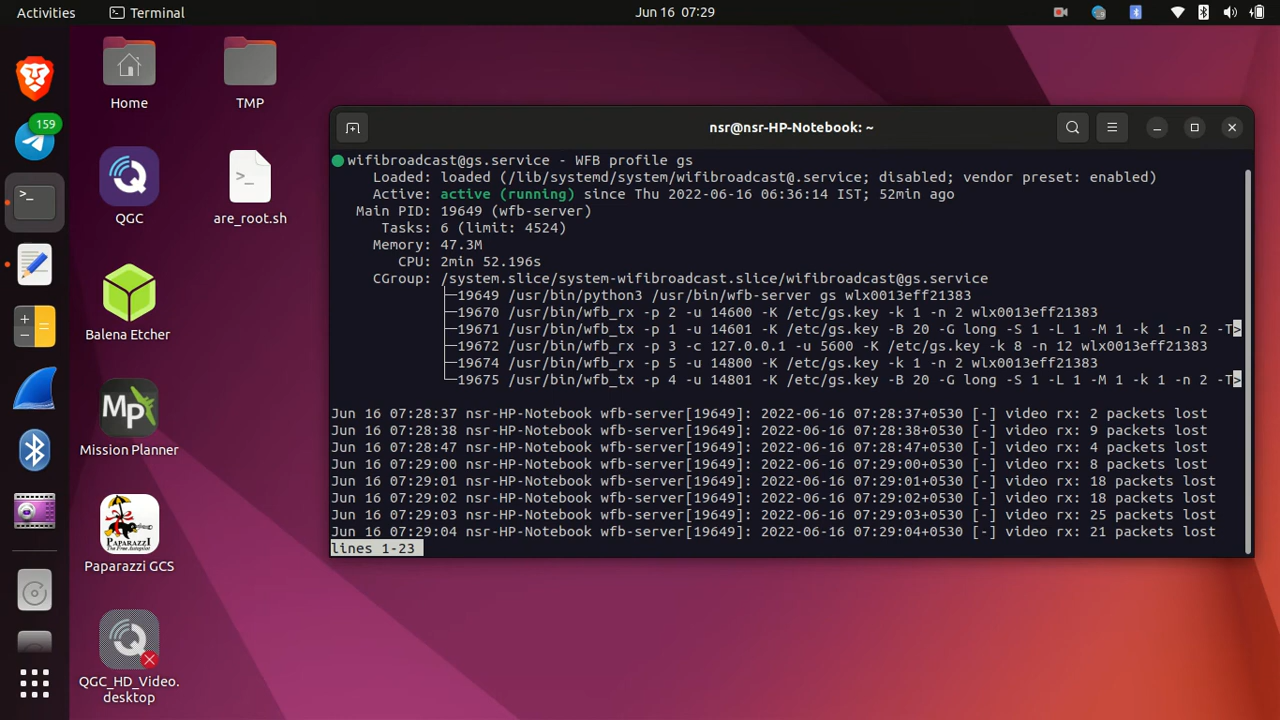 Activities
Terminal
Jun 16 07:29
159
Home
TMP
QGC
are_root.sh
Balena Etcher
Mp
Mission Planner
PAPARAZZI
The Free Autopilot
Paparazzi GCS
QGC_HD_Video.
desktop
nsr@nsr-HP-Notebook: ~
wifibroadcast@gs.service - WFB profile gs
Loaded: loaded (/lib/systemd/system/wifibroadcast@.service; disabled; vendor preset: enabled)
Active: active (running) since Thu 2022-06-16 06:36:14 IST; 52min ago
Main PID: 19649 (wfb-server)
Tasks: 6 (limit: 4524)
Memory: 47.3M
CPU: 2min 52.196s
CGroup: /system.slice/system-wifibroadcast.slice/wifibroadcast@gs.service
├─19649 /usr/bin/python3 /usr/bin/wfb-server gs wlx0013eff21383
├─19670 /usr/bin/wfb_rx -p 2 -u 14600 -K /etc/gs.key -k 1 -n 2 wlx0013eff21383
├─19671 /usr/bin/wfb_tx -p 1 -u 14601 -K /etc/gs.key -B 20 -G long -S 1 -L 1 -M 1 -k 1 -n 2 -T>
├─19672 /usr/bin/wfb_rx -p 3 -c 127.0.0.1 -u 5600 -K /etc/gs.key -k 8 -n 12 wlx0013eff21383
├─19674 /usr/bin/wfb_rx -p 5 -u 14800 -K /etc/gs.key -k 1 -n 2 wlx0013eff21383
└─19675 /usr/bin/wfb_tx -p 4 -u 14801 -K /etc/gs.key -B 20 -G long -S 1 -L 1 -M 1 -k 1 -n 2 -T>
Jun 16 07:28:37 nsr-HP-Notebook wfb-server[19649]: 2022-06-16 07:28:37+0530 [-] video rx: 2 packets lost
Jun 16 07:28:38 nsr-HP-Notebook wfb-server[19649]: 2022-06-16 07:28:38+0530 [-] video rx: 9 packets lost
Jun 16 07:28:47 nsr-HP-Notebook wfb-server[19649]: 2022-06-16 07:28:47+0530 [-] video rx: 4 packets lost
Jun 16 07:29:00 nsr-HP-Notebook wfb-server[19649]: 2022-06-16 07:29:00+0530 [-] video rx: 8 packets lost
Jun 16 07:29:01 nsr-HP-Notebook wfb-server[19649]: 2022-06-16 07:29:01+0530 [-] video rx: 18 packets lost
Jun 16 07:29:02 nsr-HP-Notebook wfb-server[19649]: 2022-06-16 07:29:02+0530 [-] video rx: 18 packets lost
Jun 16 07:29:03 nsr-HP-Notebook wfb-server[19649]: 2022-06-16 07:29:03+0530 [-] video rx: 25 packets lost
Jun 16 07:29:04 nsr-HP-Notebook wfb-server[19649]: 2022-06-16 07:29:04+0530 [-] video rx: 21 packets lost
lines 1-23